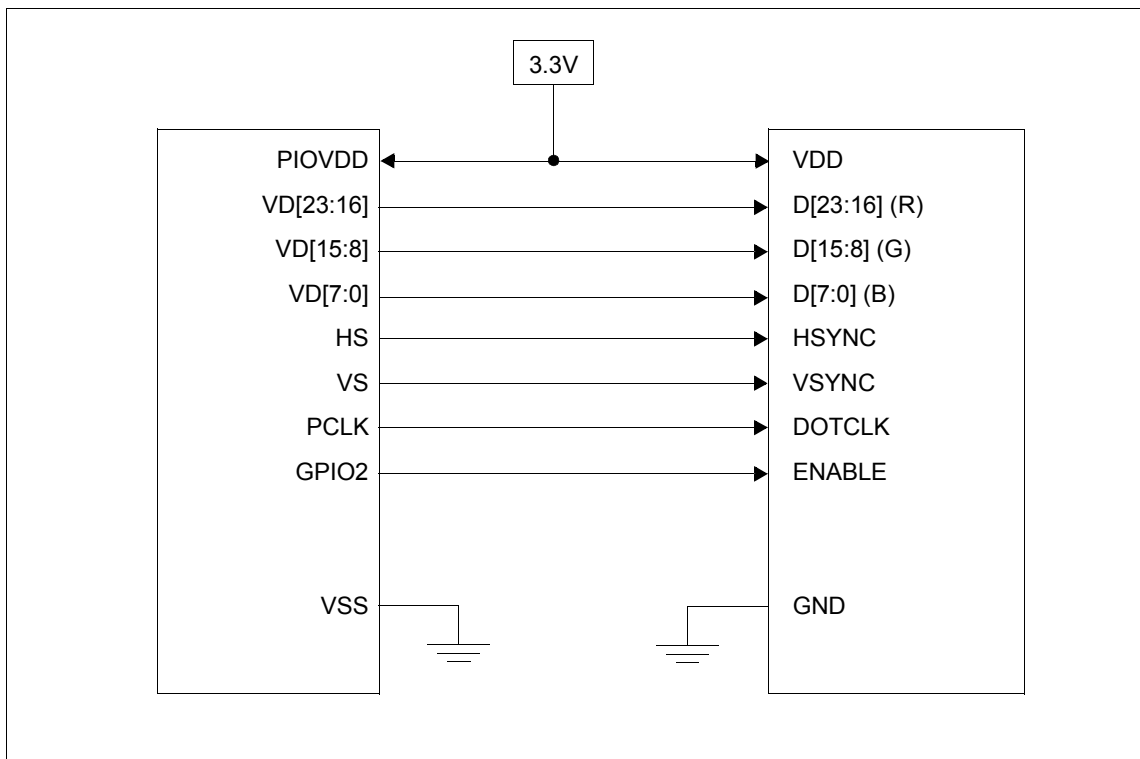 3.3V
PIOVDD VDD
VD[23:16] D[23:16] (R)
VD[15:8] D[15:8] (G)
VD[7:0] D[7:0] (B)
HS HSYNC
VS VSYNC
PCLK DOTCLK
GPIO2 ENABLE
VSS GND